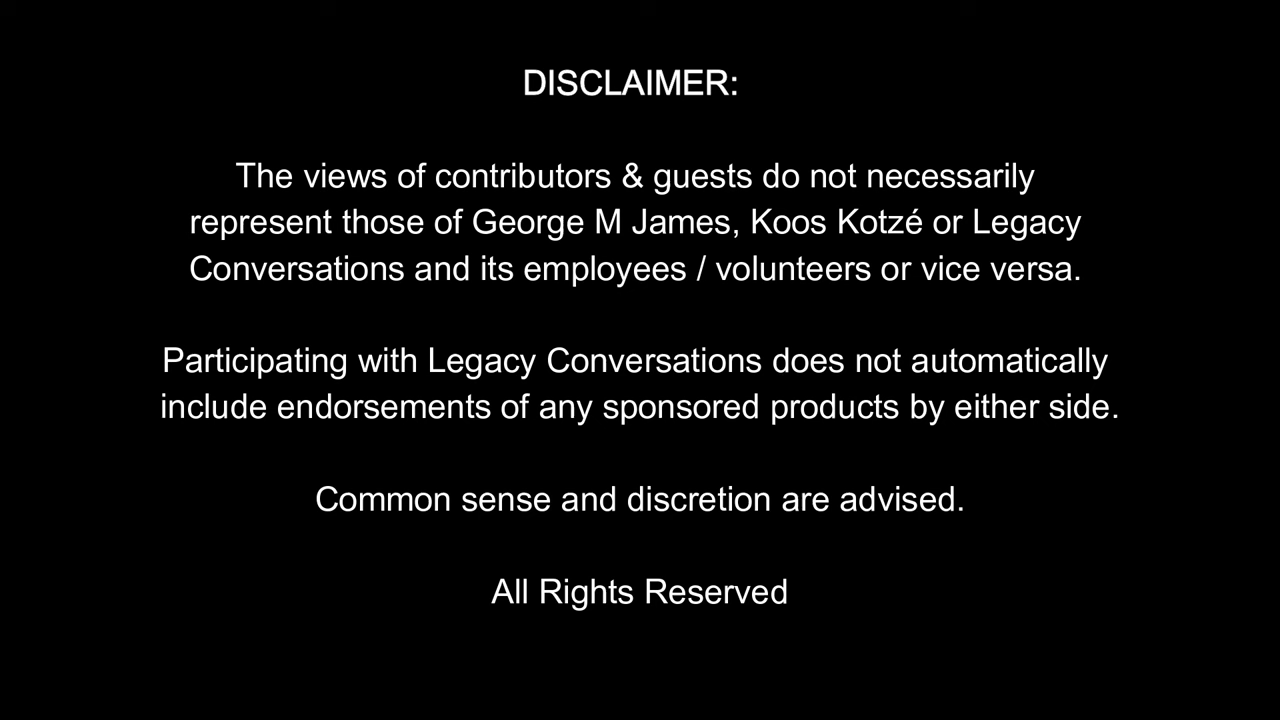 DISCLAIMER:
The views of contributors & guests do not necessarily
represent those of George M James, Koos Kotzé or Legacy
Conversations and its employees / volunteers or vice versa.
Participating with Legacy Conversations does not automatically
include endorsements of any sponsored products by either side.
Common sense and discretion are advised.
All Rights Reserved